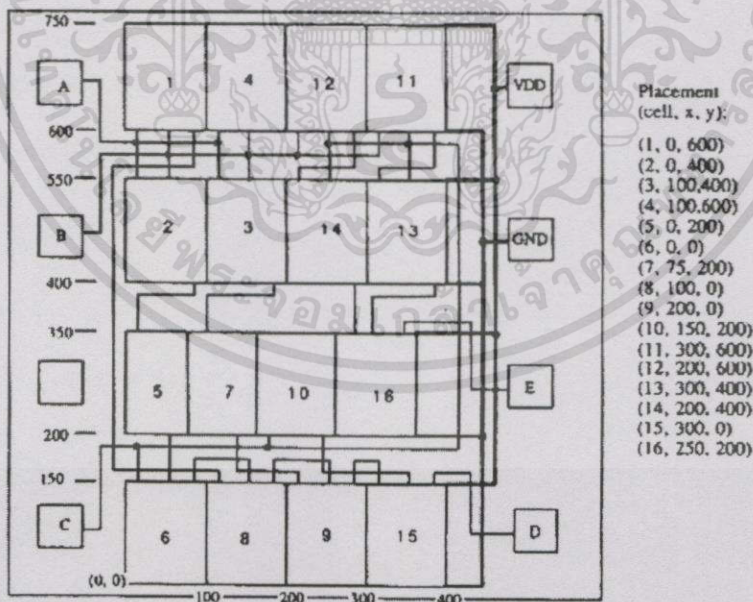 750
1
4
12
11
A
VDD
600
550
B
2
3
14
13
GND
400
350
5
7
10
16
E
200
150
C
6
8
9
15
D
(0, 0)
100
200
300
400
Placement
(cell, x, y):
(1, 0, 600)
(2, 0, 400)
(3, 100,400)
(4, 100,600)
(5, 0, 200)
(6, 0, 0)
(7, 75, 200)
(8, 100, 0)
(9, 200, 0)
(10, 150, 200)
(11, 300, 600)
(12, 200, 600)
(13, 300, 400)
(14, 200, 400)
(15, 300, 0)
(16, 250, 200)